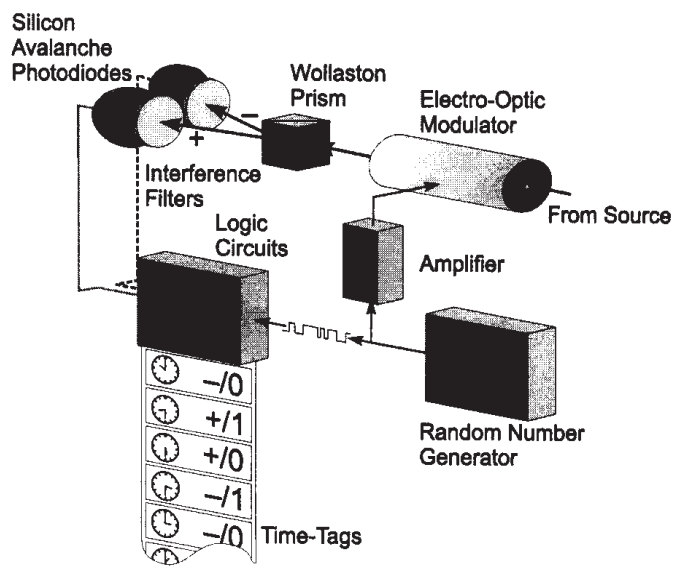 Silicon
Avalanche
Photodiodes
Wollaston
Prism
Electro-Optic
Modulator
−
+
Interference
Filters
From Source
Logic
Circuits
Amplifier
−/0
+/1
+/0
−/1
−/0
Random Number
Generator
Time-Tags